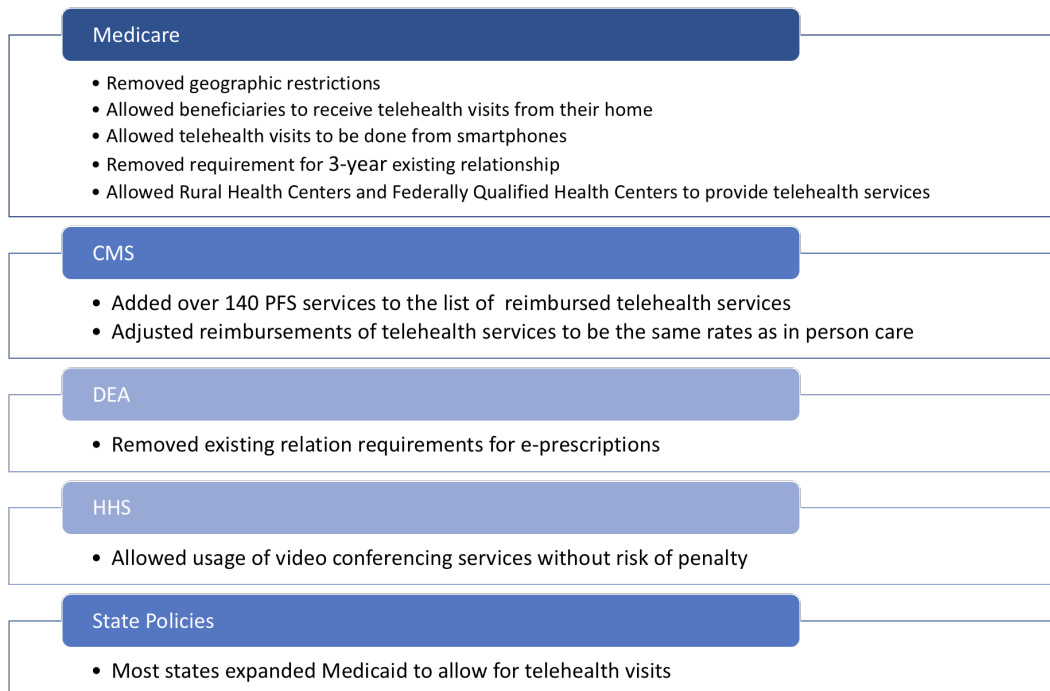 Medicare
• Removed geographic restrictions
• Allowed beneficiaries to receive telehealth visits from their home
• Allowed telehealth visits to be done from smartphones
• Removed requirement for 3-year existing relationship
• Allowed Rural Health Centers and Federally Qualified Health Centers to provide telehealth services
CMS
• Added over 140 PFS services to the list of  reimbursed telehealth services
• Adjusted reimbursements of telehealth services to be the same rates as in person care
DEA
• Removed existing relation requirements for e-prescriptions
HHS
• Allowed usage of video conferencing services without risk of penalty
State Policies
• Most states expanded Medicaid to allow for telehealth visits